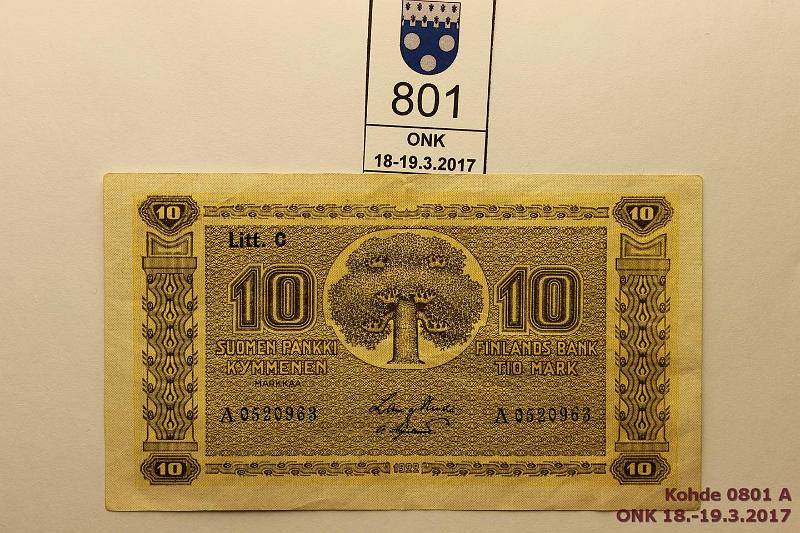 801
ONK
18-19.3.2017
10 10
Litt. C
10 10
SUOMEN PANKKI FINLANDS BANK
KYMMENEN TIO MARK
MARKKAA
A 0520963 A 0520963
10 1922 10
Kohde 0801 A
ONK 18.-19.3.2017